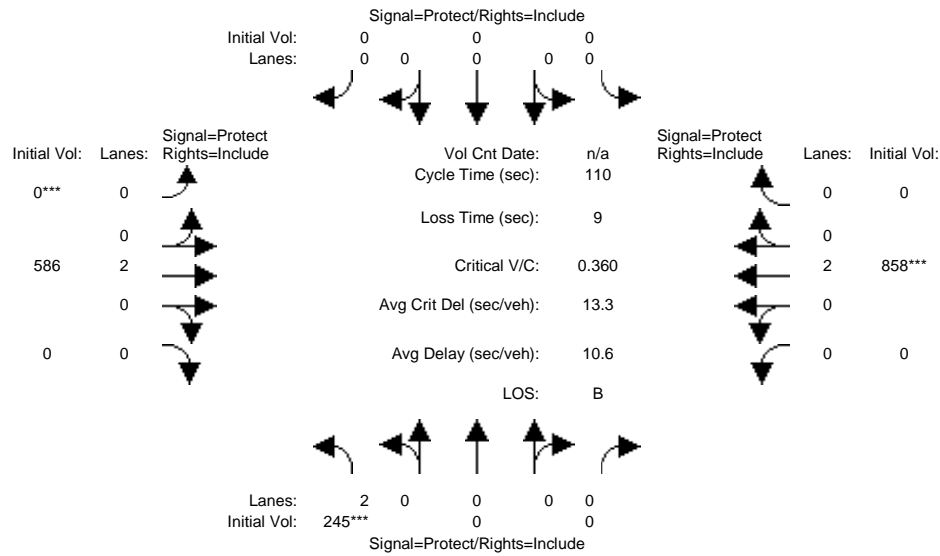 Signal=Protect/Rights=Include
Initial Vol: 0 0 0
Lanes: 0 0 0 0 0
Signal=Protect
Initial Vol: Lanes: Rights=Include
Vol Cnt Date: n/a
Signal=Protect
Rights=Include Lanes: Initial Vol:
Cycle Time (sec): 110
0*** 0
0 0
Loss Time (sec): 9
0
0
586 2
Critical V/C: 0.360
2 858***
0
Avg Crit Del (sec/veh): 13.3
0
0 0
Avg Delay (sec/veh): 10.6
0 0
LOS: B
Lanes: 2 0 0 0 0
Initial Vol: 245*** 0 0
Signal=Protect/Rights=Include